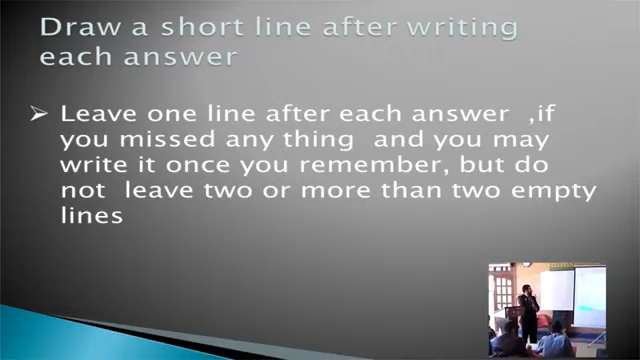 Draw a short line after writing
each answer
Leave one line after each answer ,if
you missed any thing and you may
write it once you remember, but do
not leave two or more than two empty
lines